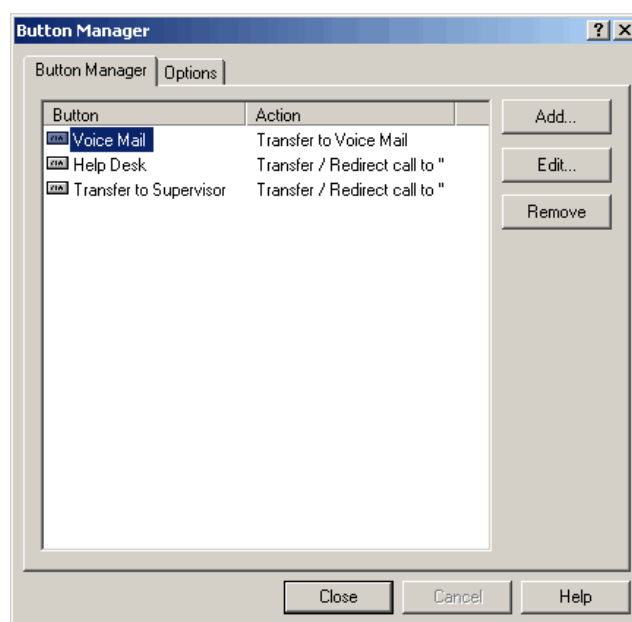 Button Manager
Button Manager Options
Button Action
Voice Mail Transfer to Voice Mail
Help Desk Transfer / Redirect call to "
Transfer to Supervisor Transfer / Redirect call to "
Add...
Edit...
Remove
Close Cancel Help